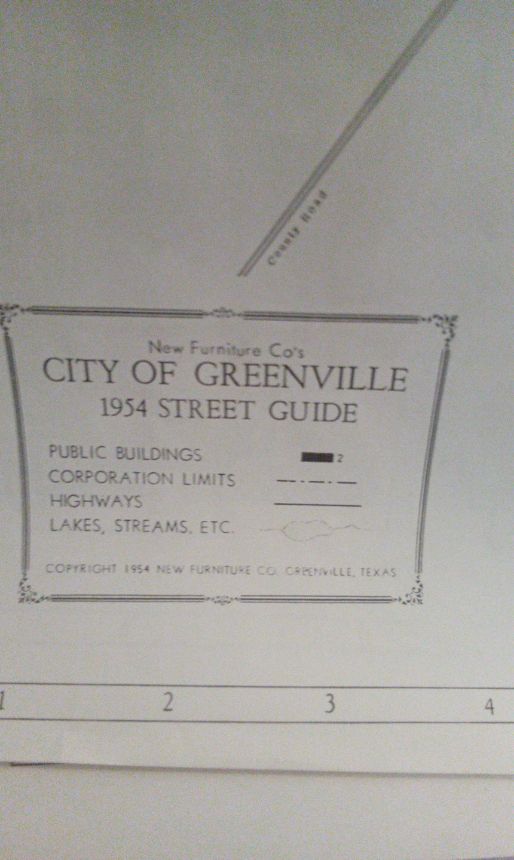 County Road
New Furniture Co's
CITY OF GREENVILLE
1954 STREET GUIDE
PUBLIC BUILDINGS 2
CORPORATION LIMITS
HIGHWAYS
LAKES, STREAMS, ETC.
COPYRIGHT 1954 NEW FURNITURE CO. GREENVILLE, TEXAS
1 2 3 4